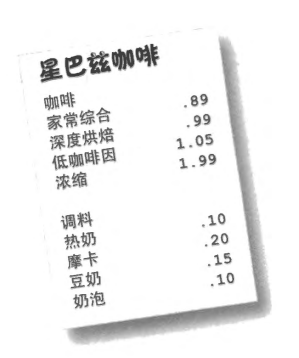 星巴兹咖啡
咖啡
家常综合 .89
深度烘焙 .99
低咖啡因 1.05
浓缩 1.99
调料
热奶 .10
摩卡 .20
豆奶 .15
奶泡 .10